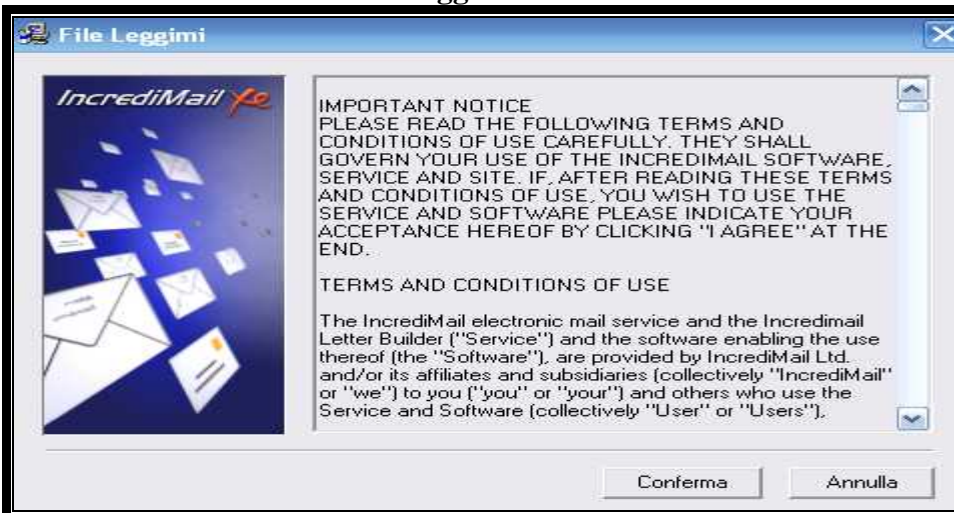 File Leggimi
IncrediMail Xe
IMPORTANT NOTICE
PLEASE READ THE FOLLOWING TERMS AND
CONDITIONS OF USE CAREFULLY. THEY SHALL
GOVERN YOUR USE OF THE INCREDIMAIL SOFTWARE,
SERVICE AND SITE. IF, AFTER READING THESE TERMS
AND CONDITIONS OF USE, YOU WISH TO USE THE
SERVICE AND SOFTWARE PLEASE INDICATE YOUR
ACCEPTANCE HEREOF BY CLICKING "I AGREE" AT THE
END.
TERMS AND CONDITIONS OF USE
The IncrediMail electronic mail service and the Incredimail
Letter Builder ("Service") and the software enabling the use
thereof (the "Software"), are provided by IncrediMail Ltd.
and/or its affiliates and subsidiaries (collectively "IncrediMail"
or "we") to you ("you" or "your") and others who use the
Service and Software (collectively "User" or "Users"),
Conferma
Annulla